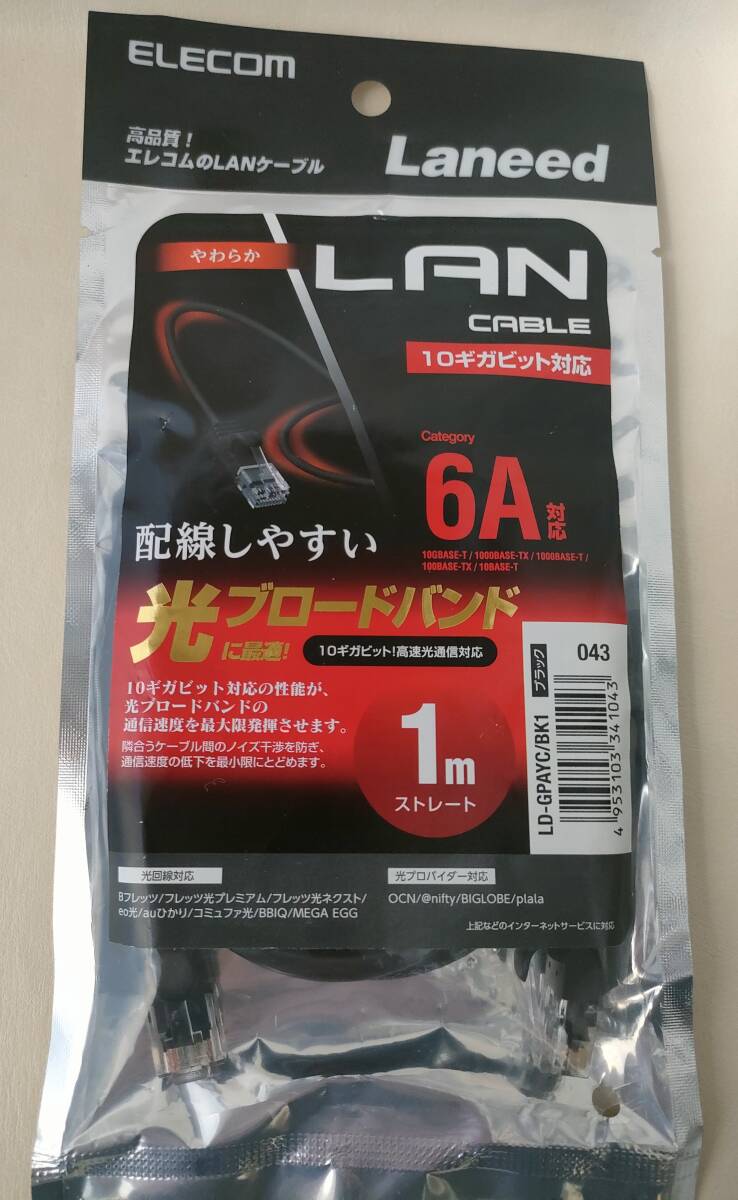 ELECOM
高品質!
エレコムのLANケーブル
Laneed
やわらか
LAN
CABLE
10ギガビット対応
Category
6A対応
10GBASE-T / 1000BASE-TX / 1000BASE-T /
100BASE-TX / 10BASE-T
配線しやすい
光ブロードバンド
に最適!
10ギガビット!高速光通信対応
10ギガビット対応の性能が、
光ブロードバンドの
通信速度を最大限発揮させます。
隣合うケーブル間のノイズ干渉を防ぎ、
通信速度の低下を最小限にとどめます。
1m
ストレート
ブラック
043
LD-GPAYC/BK1
4 953103 341043
光回線対応
Bフレッツ/フレッツ光プレミアム/フレッツ光ネクスト/
eo光/auひかり/コミュファ光/BBIQ/MEGA EGG
光プロバイダー対応
OCN/@nifty/BIGLOBE/plala
上記などのインターネットサービスに対応